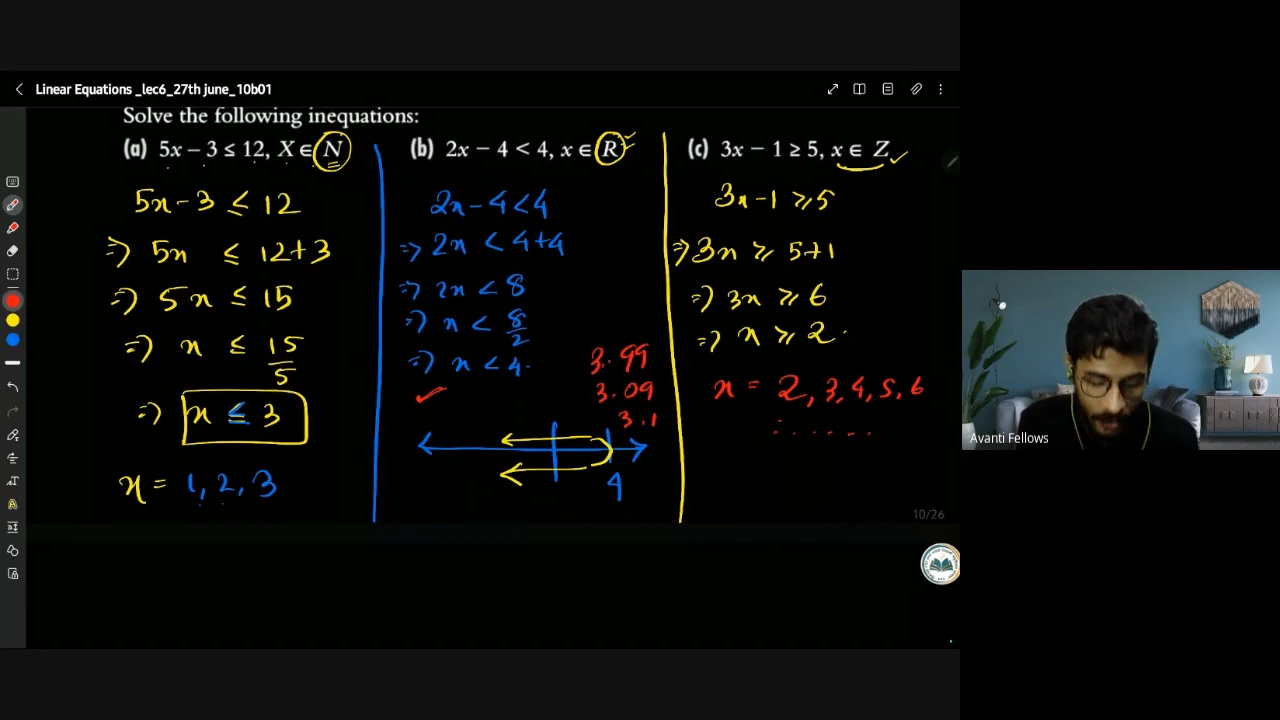 Linear Equations _lec6_27th june_10b01
Solve the following inequations:
(a) 5x − 3 ≤ 12, X ∈ N
5x - 3 ≤ 12
=> 5x ≤ 12+3
=> 5x ≤ 15
=> x ≤ 15/5
=> x ≤ 3
x = 1, 2, 3
(b) 2x − 4 < 4, x ∈ R
2x - 4 < 4
=> 2x < 4+4
=> 2x < 8
=> x < 8/2
=> x < 4.
3.99
3.09
3.1
4
(c) 3x − 1 ≥ 5, x ∈ Z
3x - 1 ≥ 5
=> 3x ≥ 5+1
=> 3x ≥ 6
=> x ≥ 2.
x = 2, 3, 4, 5, 6
. . . . . .
10/26
Avanti Fellows